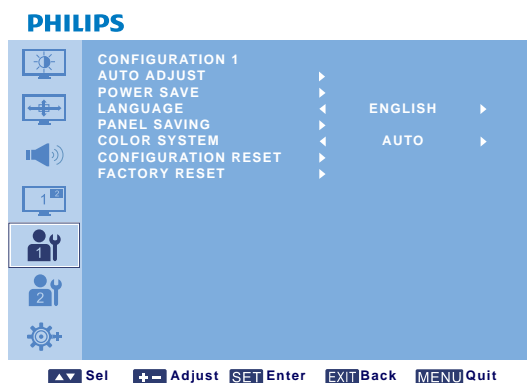 PHILIPS
CONFIGURATION 1
AUTO ADJUST
POWER SAVE
LANGUAGE ENGLISH
PANEL SAVING
COLOR SYSTEM AUTO
CONFIGURATION RESET
FACTORY RESET
1 2
1
2
Sel Adjust SET Enter EXIT Back MENU Quit